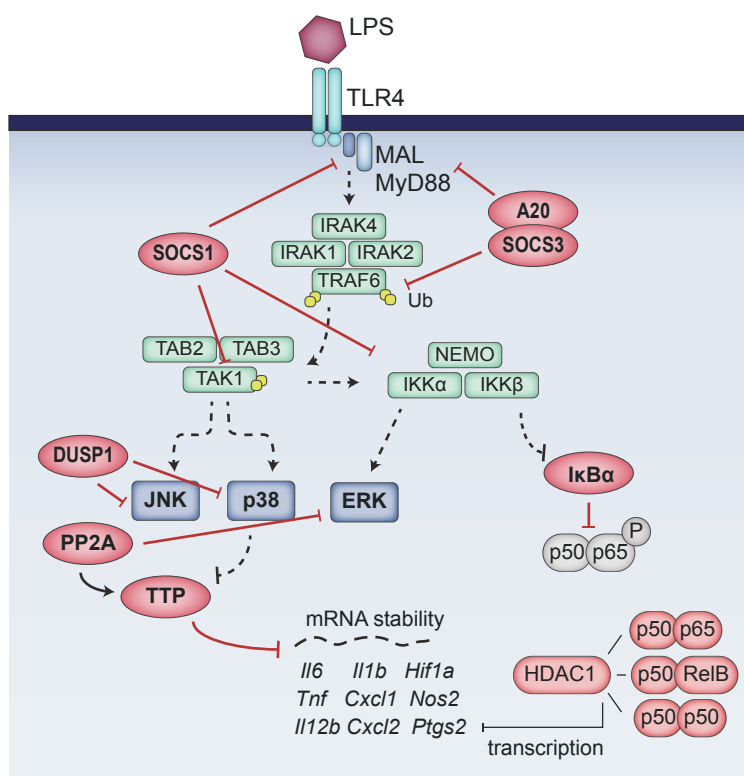 LPS
TLR4
MAL
MyD88
A20
SOCS3
SOCS1
IRAK4
IRAK1 IRAK2
TRAF6
Ub
TAB2 TAB3
TAK1
NEMO
IKKα IKKβ
DUSP1
IκBα
JNK p38 ERK
PP2A
P
p50 p65
TTP
mRNA stability
Il6 Il1b Hif1a
Tnf Cxcl1 Nos2
Il12b Cxcl2 Ptgs2
HDAC1
p50 p65
p50 RelB
p50 p50
transcription